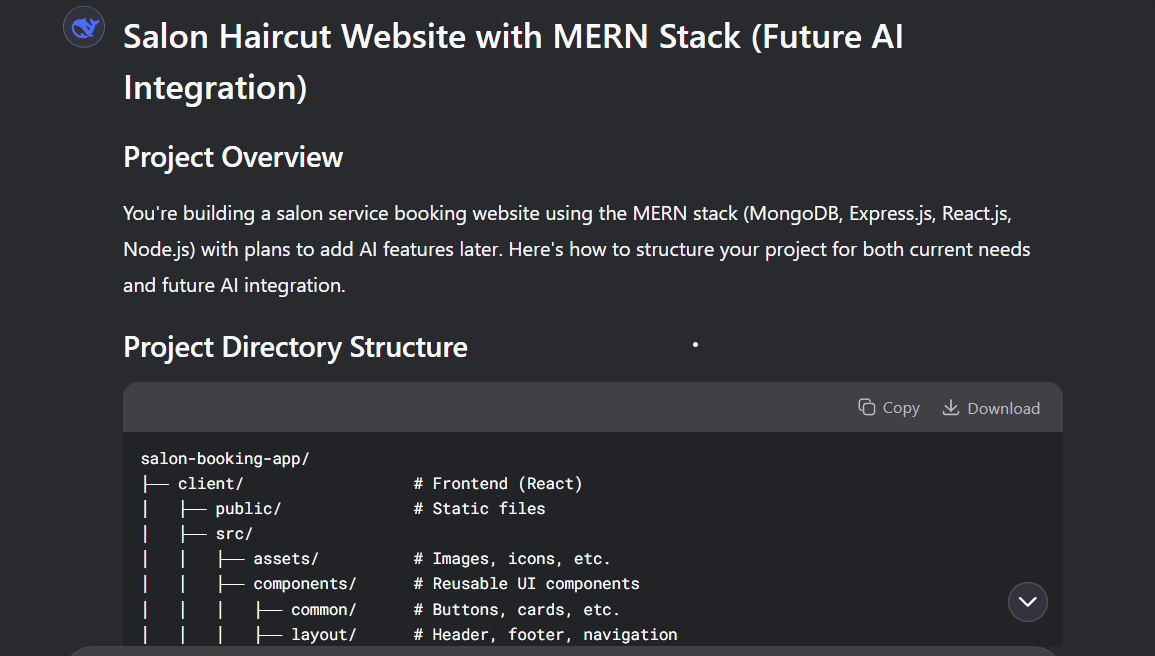 Salon Haircut Website with MERN Stack (Future AI
Integration)
Project Overview
You're building a salon service booking website using the MERN stack (MongoDB, Express.js, React.js,
Node.js) with plans to add AI features later. Here's how to structure your project for both current needs
and future AI integration.
Project Directory Structure
Copy Download
salon-booking-app/
├── client/                  # Frontend (React)
│   ├── public/              # Static files
│   ├── src/
│   │   ├── assets/          # Images, icons, etc.
│   │   ├── components/      # Reusable UI components
│   │   │   ├── common/      # Buttons, cards, etc.
│   │   │   ├── layout/      # Header, footer, navigation